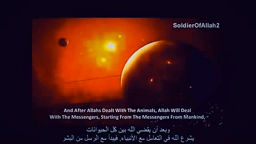 SoldierOfAllah2
And After Allahs Dealt With The Animals, Allah Will Deal
With The Messengers, Starting From The Messengers From Mankind,
وبعد أن يقضي الله بين كل الحيوانات
يشرع الله في التعامل مع الأنبياء، فيبدأ مع الرسل من البشر